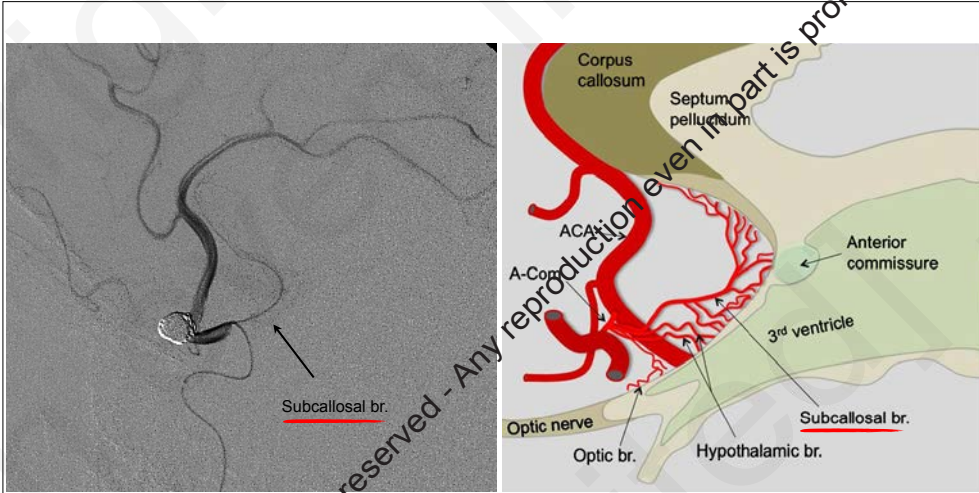 Subcallosal br.
Corpus
callosum
Septum
pellucidum
ACA
A-Com
Anterior
commissure
3rd ventricle
Subcallosal br.
Optic nerve
Optic br.
Hypothalamic br.
reserved - Any reproduction even in part is